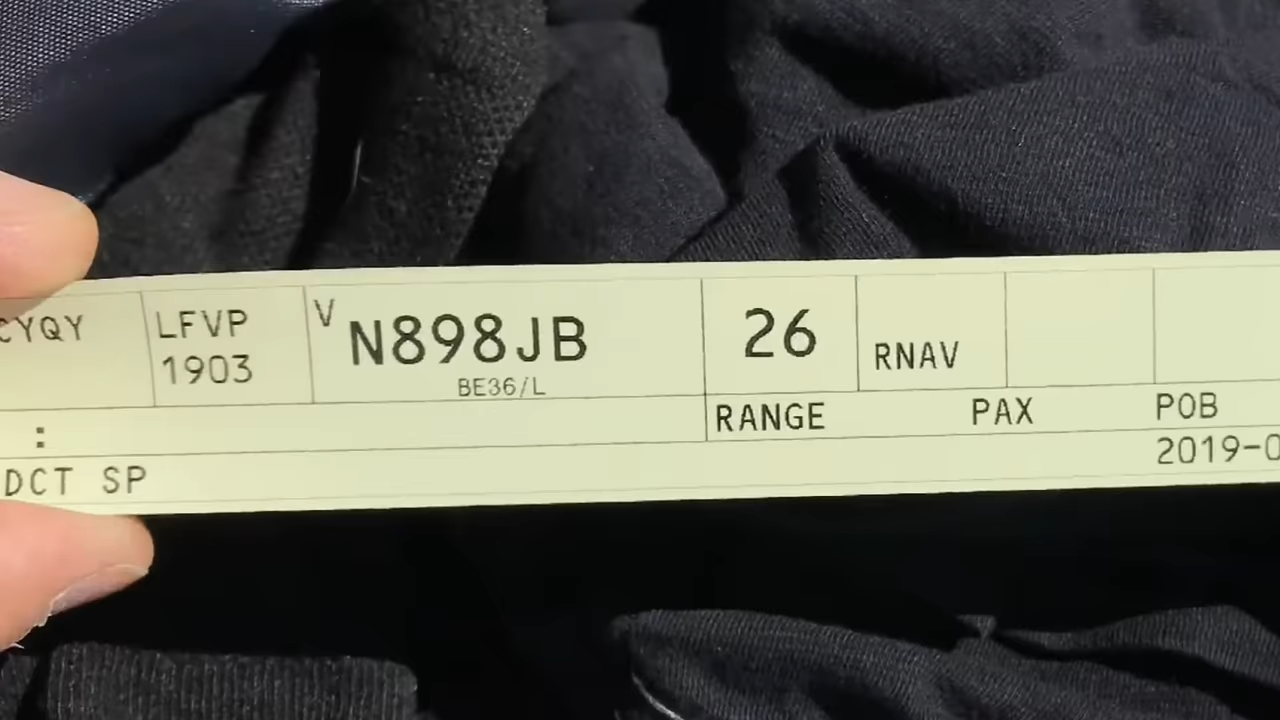 CYQY
LFVP
1903
V
N898JB
BE36/L
26
RNAV
RANGE PAX POB
:
DCT SP
2019-0